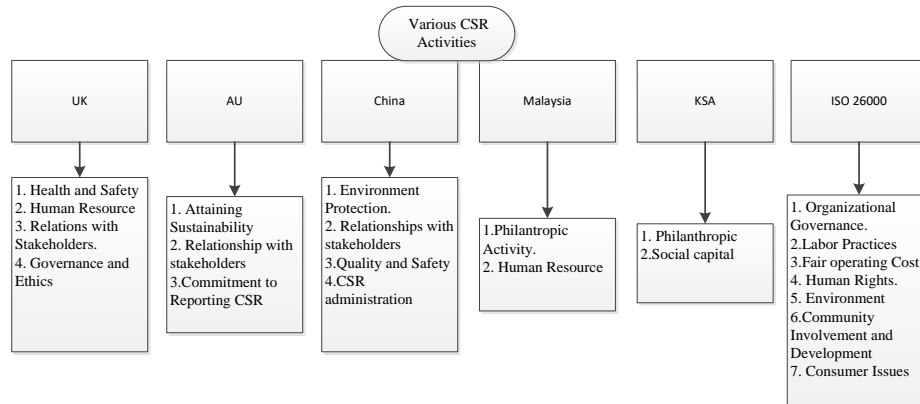 Various CSR
Activities
UK
AU
China
Malaysia
KSA
ISO 26000
1. Health and Safety
2. Human Resource
3. Relations with
Stakeholders.
4. Governance and
Ethics
1. Attaining
Sustainability
2. Relationship with
stakeholders
3.Commitment to
Reporting CSR
1. Environment
Protection.
2. Relationships with
stakeholders
3.Quality and Safety
4.CSR
administration
1.Philantropic
Activity.
2. Human Resource
1. Philanthropic
2.Social capital
1. Organizational
Governance.
2.Labor Practices
3.Fair operating Cost
4. Human Rights.
5. Environment
6.Community
Involvement and
Development
7. Consumer Issues